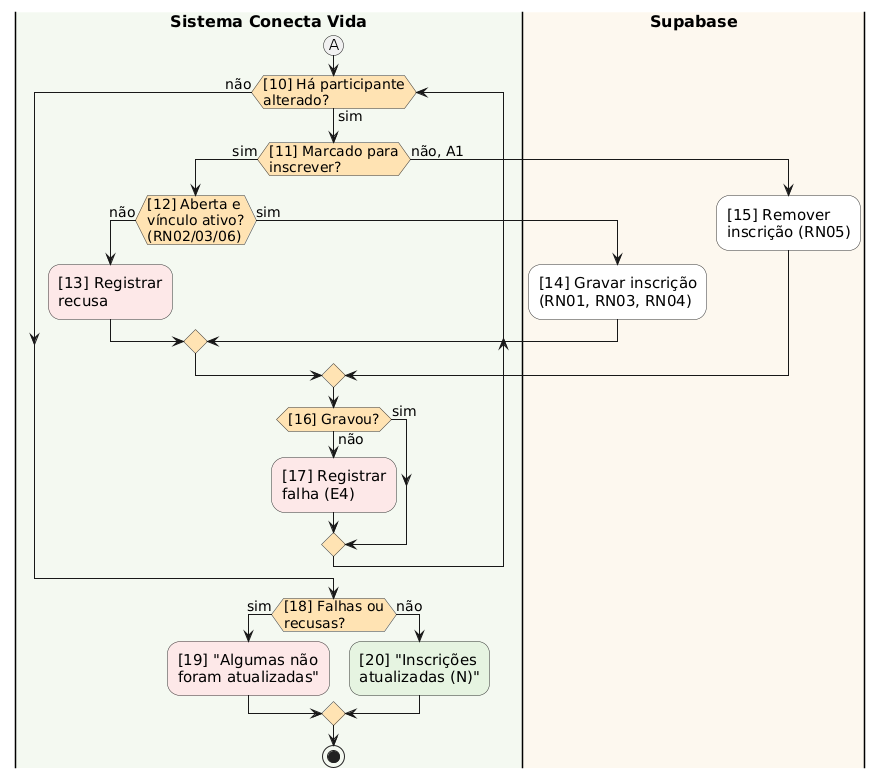 Sistema Conecta Vida
Supabase
A
não
[10] Há participante
alterado?
sim
sim
[11] Marcado para
inscrever?
não, A1
não
[12] Aberta e
vínculo ativo?
(RN02/03/06)
sim
[15] Remover
inscrição (RN05)
[13] Registrar
recusa
[14] Gravar inscrição
(RN01, RN03, RN04)
[16] Gravou?
sim
não
[17] Registrar
falha (E4)
sim
[18] Falhas ou
recusas?
não
[19] "Algumas não
foram atualizadas"
[20] "Inscrições
atualizadas (N)"